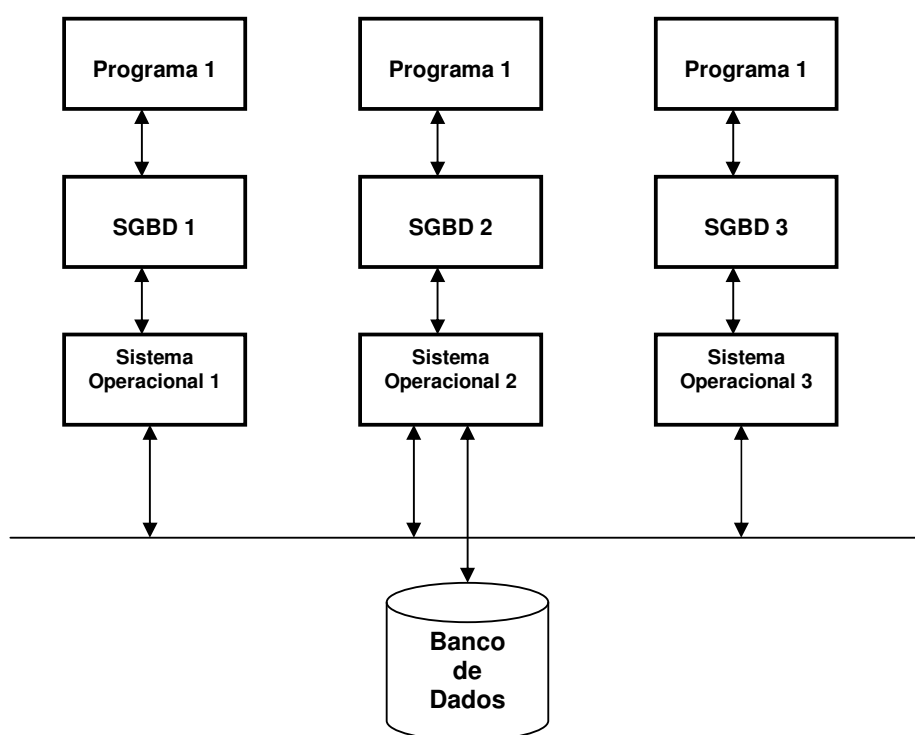 Programa 1
Programa 1
Programa 1
SGBD 1
SGBD 2
SGBD 3
Sistema
Operacional 1
Sistema
Operacional 2
Sistema
Operacional 3
Banco
de
Dados